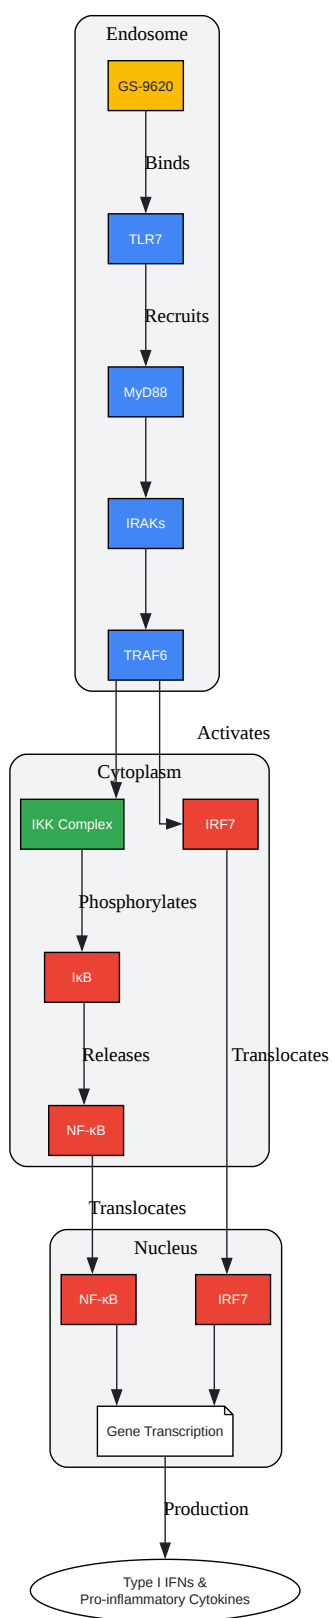 Endosome
GS-9620
Binds
TLR7
Recruits
MyD88
IRAKs
TRAF6
Activates
Cytoplasm
IKK Complex
IRF7
Phosphorylates
IκB
Releases
Translocates
NF-κB
Translocates
Nucleus
NF-κB
IRF7
Gene Transcription
Production
Type I IFNs &
Pro-inflammatory Cytokines